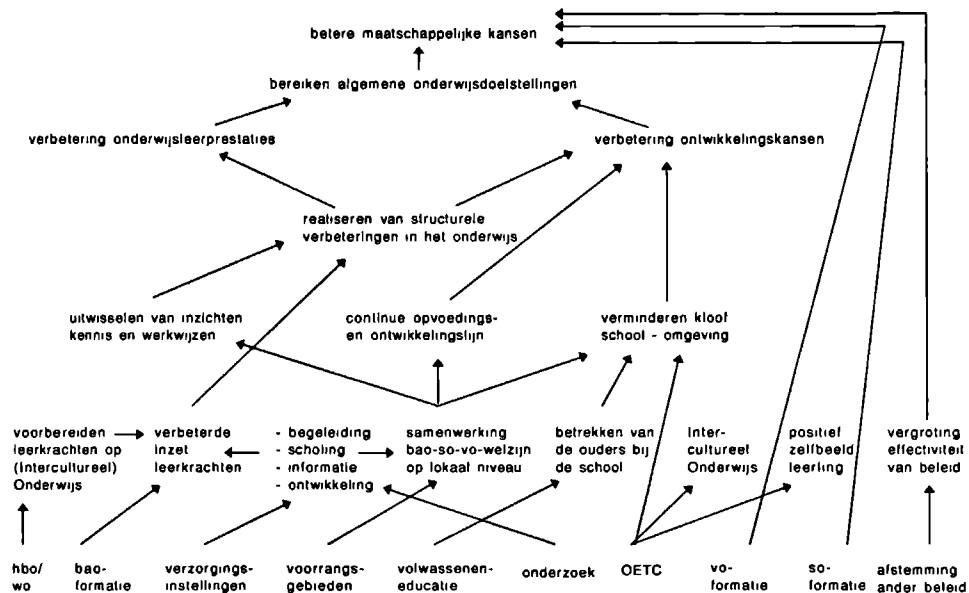 betere maatschappelijke kansen
bereiken algemene onderwijsdoelstellingen
verbetering onderwijsleerprestaties
verbetering ontwikkelingskansen
realiseren van structurele
verbeteringen in het onderwijs
uitwisselen van inzichten
kennis en werkwijzen
continue opvoedings-
en ontwikkelingslijn
verminderen kloof
school - omgeving
voorbereiden
leerkrachten op
(Intercultureel)
Onderwijs
verbeterde
inzet
leerkrachten
- begeleiding
- scholing
- informatie
- ontwikkeling
samenwerking
bao-so-vo-welzijn
op lokaal niveau
betrekken van
de ouders bij
de school
Inter-
cultureel
Onderwijs
positief
zelfbeeld
leerling
vergroting
effectiviteit
van beleid
hbo/
wo
bao-
formatie
verzorgings-
instellingen
voorrangs-
gebieden
volwassenen-
educatie
onderzoek
OETC
vo-
formatie
so-
formatie
afstemming
ander beleid